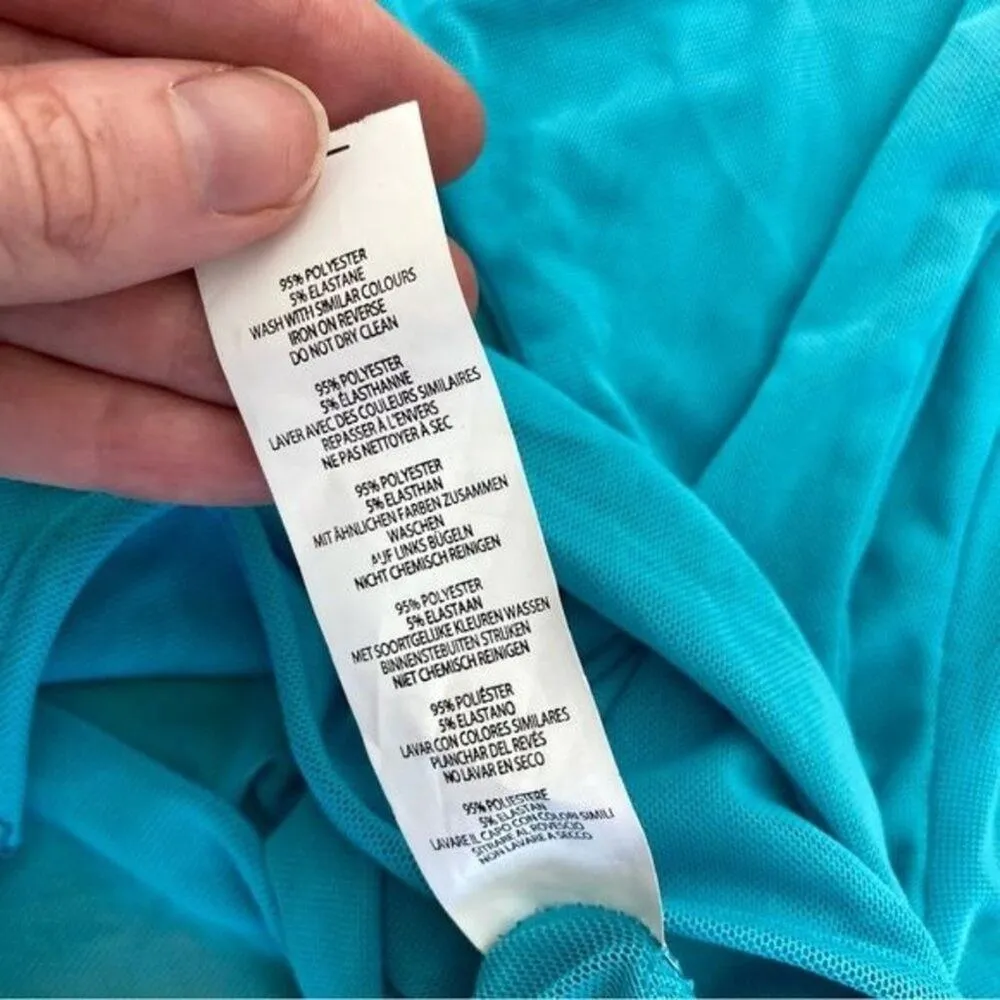 95% POLYESTER
5% ELASTANE
WASH WITH SIMILAR COLOURS
IRON ON REVERSE
DO NOT DRY CLEAN
95% POLYESTER
5% ÉLASTHANNE
LAVER AVEC DES COULEURS SIMILAIRES
REPASSER À L'ENVERS
NE PAS NETTOYER À SEC
95% POLYESTER
5% ELASTHAN
MIT ÄHNLICHEN FARBEN ZUSAMMEN
WASCHEN
AUF LINKS BÜGELN
NICHT CHEMISCH REINIGEN
95% POLYESTER
5% ELASTAAN
MET SOORTGELIJKE KLEUREN WASSEN
BINNENSTEBUITEN STRIJKEN
NIET CHEMISCH REINIGEN
95% POLIÉSTER
5% ELASTANO
LAVAR CON COLORES SIMILARES
PLANCHAR DEL REVÉS
NO LAVAR EN SECO
95% POLIESTERE
5% ELASTAN
LAVARE IL CAPO CON COLORI SIMILI
STIRARE AL ROVESCIO
NON LAVARE A SECCO